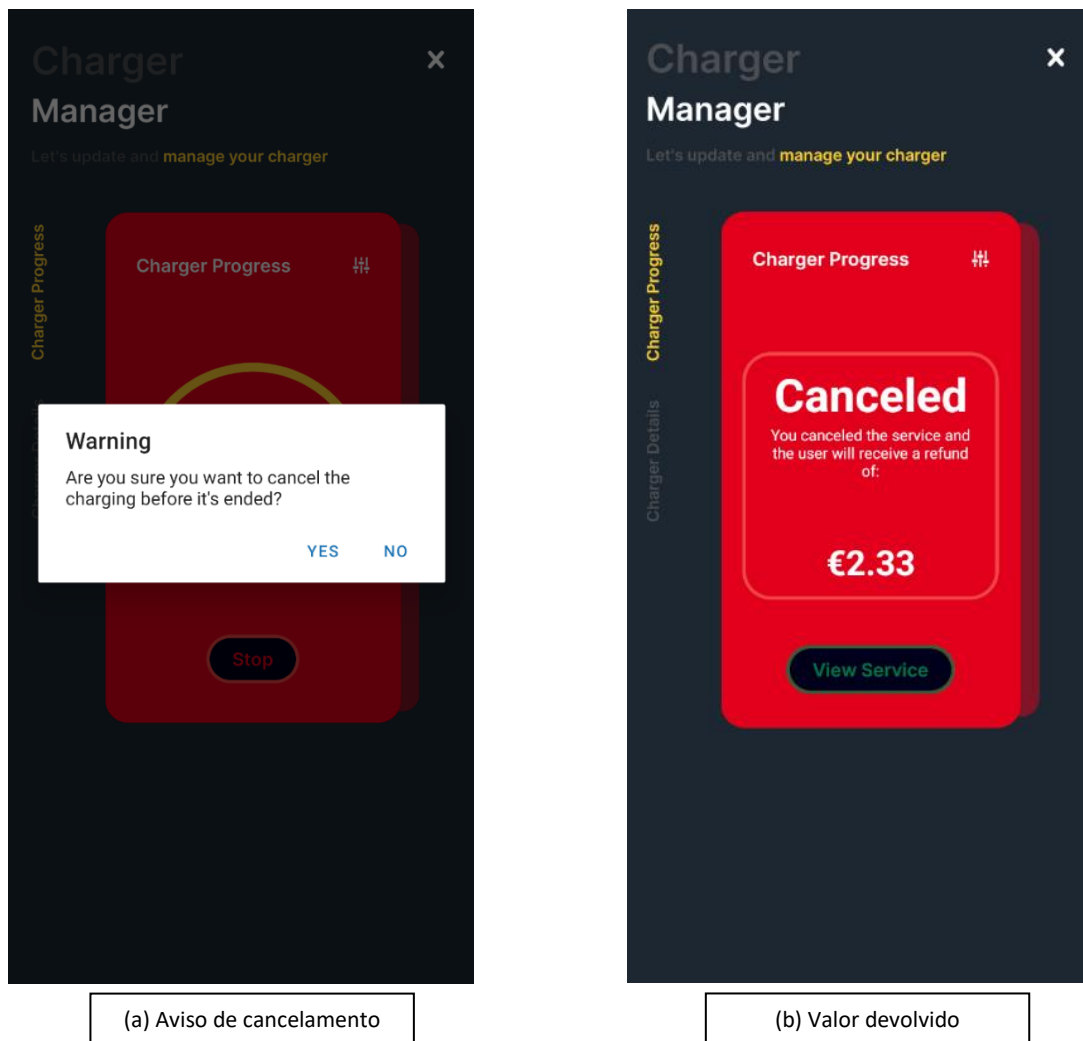 Charger
Manager
Let's update and manage your charger
Charger Progress
Charger Progress
Warning
Are you sure you want to cancel the
charging before it's ended?
YES NO
Stop
(a) Aviso de cancelamento
Charger
Manager
Let's update and manage your charger
Charger Progress
Charger Details
Charger Progress
Canceled
You canceled the service and
the user will receive a refund
of:
€2.33
View Service
(b) Valor devolvido